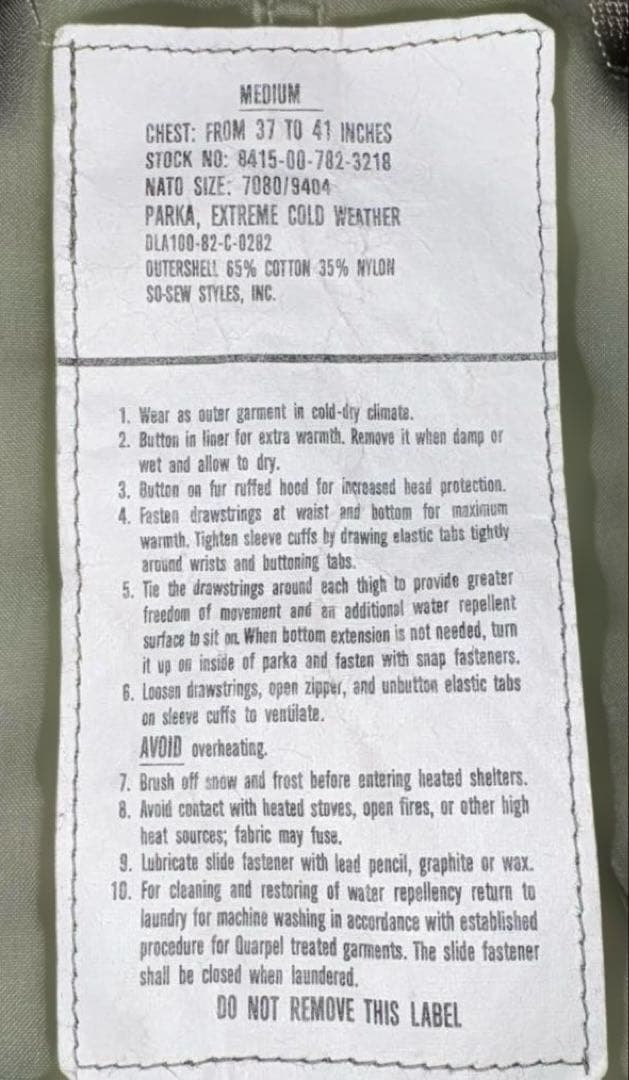 MEDIUM
CHEST: FROM 37 TO 41 INCHES
STOCK NO: 8415-00-782-3218
NATO SIZE: 7080/9404
PARKA, EXTREME COLD WEATHER
DLA100-82-C-0282
OUTERSHELL 65% COTTON 35% NYLON
SO-SEW STYLES, INC.
1. Wear as outer garment in cold-dry climate.
2. Button in liner for extra warmth. Remove it when damp or
wet and allow to dry.
3. Button on fur ruffed hood for increased head protection.
4. Fasten drawstrings at waist and bottom for maximum
warmth. Tighten sleeve cuffs by drawing elastic tabs tightly
around wrists and buttoning tabs.
5. Tie the drawstrings around each thigh to provide greater
freedom of movement and an additional water repellent
surface to sit on. When bottom extension is not needed, turn
it up on inside of parka and fasten with snap fasteners.
6. Loosen drawstrings, open zipper, and unbutton elastic tabs
on sleeve cuffs to ventilate.
AVOID overheating.
7. Brush off snow and frost before entering heated shelters.
8. Avoid contact with heated stoves, open fires, or other high
heat sources; fabric may fuse.
9. Lubricate slide fastener with lead pencil, graphite or wax.
10. For cleaning and restoring of water repellency return to
laundry for machine washing in accordance with established
procedure for Quarpel treated garments. The slide fastener
shall be closed when laundered.
DO NOT REMOVE THIS LABEL